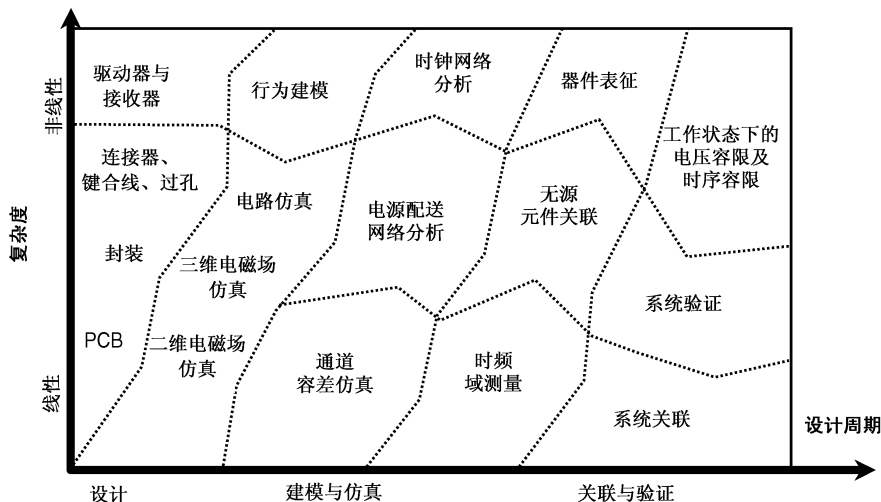 驱动器与
接收器
行为建模
时钟网络
分析
器件表征
工作状态下的
电压容限及
时序容限
连接器、
键合线、过孔
电路仿真
电源配送
网络分析
无源
元件关联
封装
三维电磁场
仿真
系统验证
PCB
二维电磁场
仿真
通道
容差仿真
时频
域测量
系统关联
非线性
复杂度
线性
设计周期
设计
建模与仿真
关联与验证